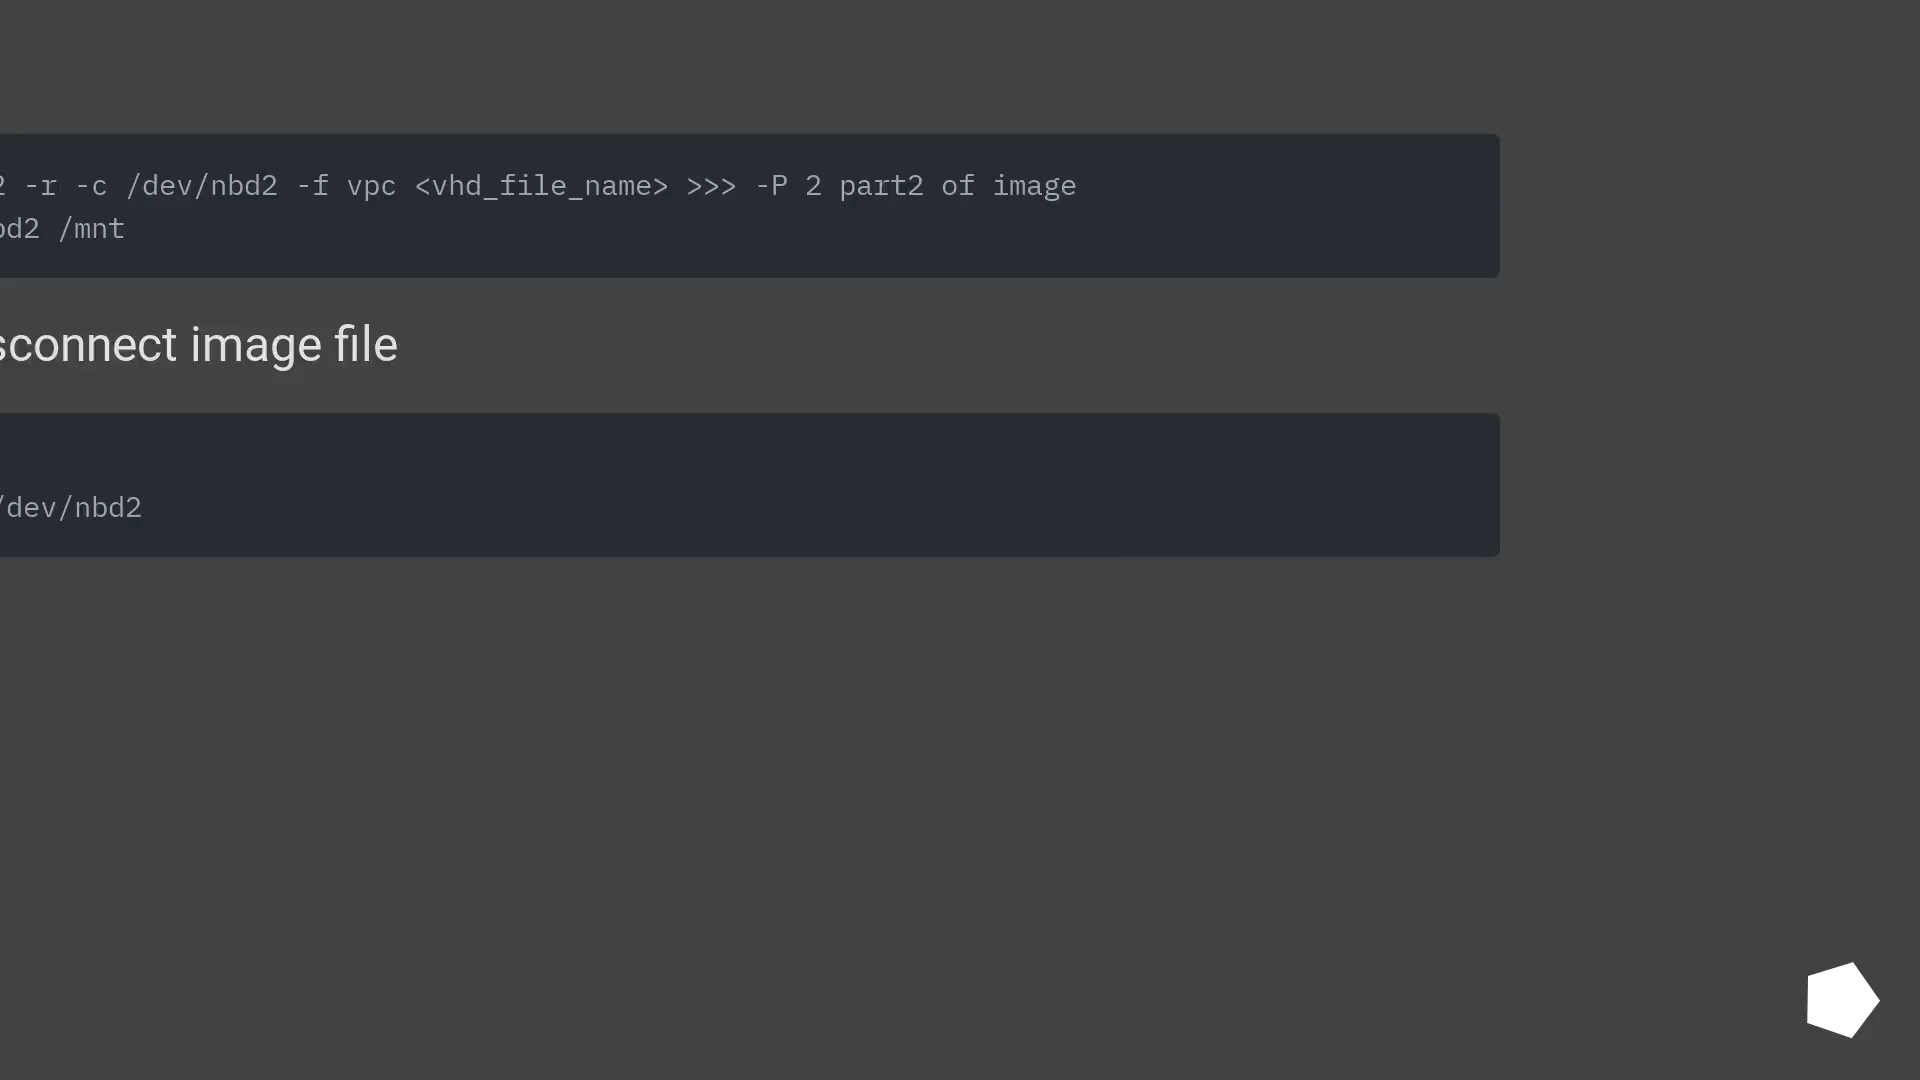 2 -r -c /dev/nbd2 -f vpc <vhd_file_name> >>> -P 2 part2 of image
bd2 /mnt
sconnect image file
/dev/nbd2